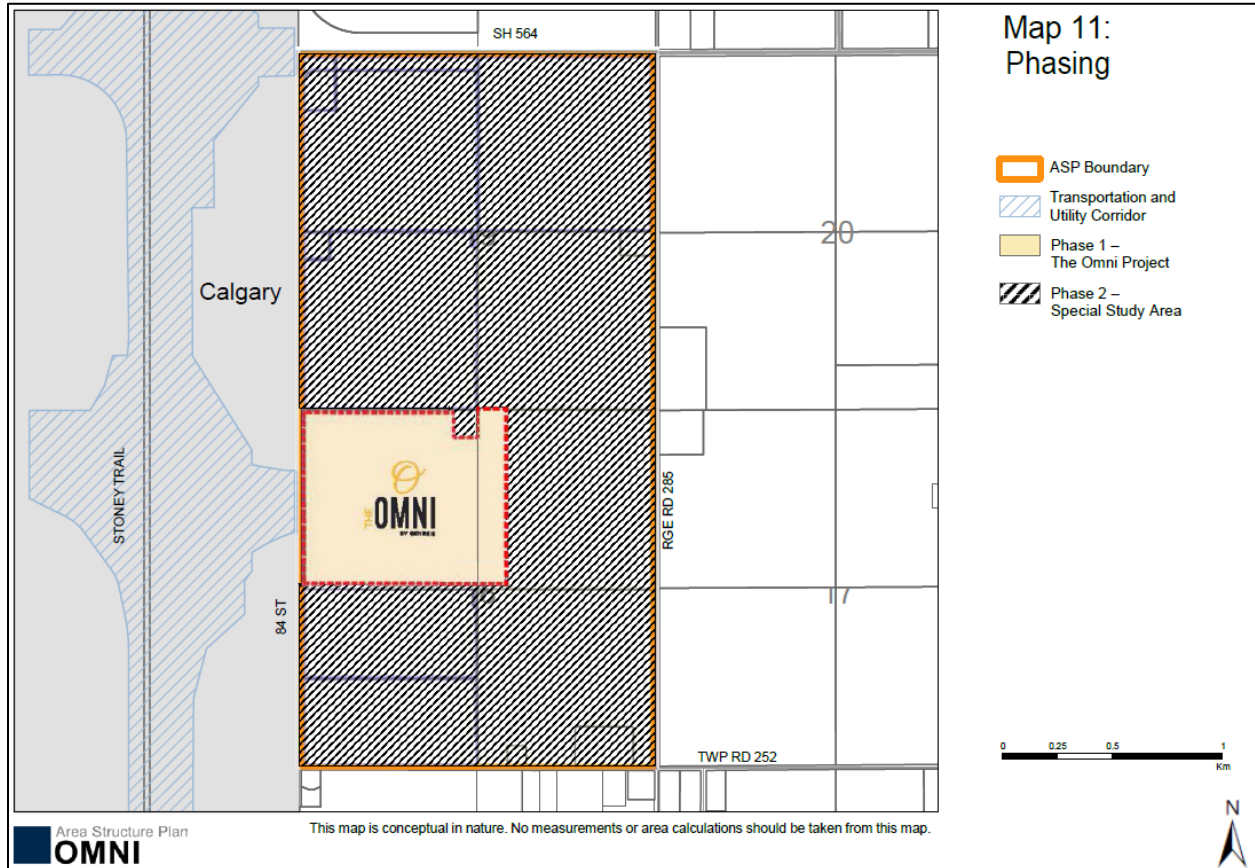 Map 11:
Phasing
SH 564
ASP Boundary
Transportation and
Utility Corridor
Phase 1 –
The Omni Project
Phase 2 –
Special Study Area
20
Calgary
STONEY TRAIL
84 ST
RGE RD 285
O
THE
OMNI
17
TWP RD 252
0 0.25 0.5 1
Km
N
This map is conceptual in nature. No measurements or area calculations should be taken from this map.
Area Structure Plan
OMNI